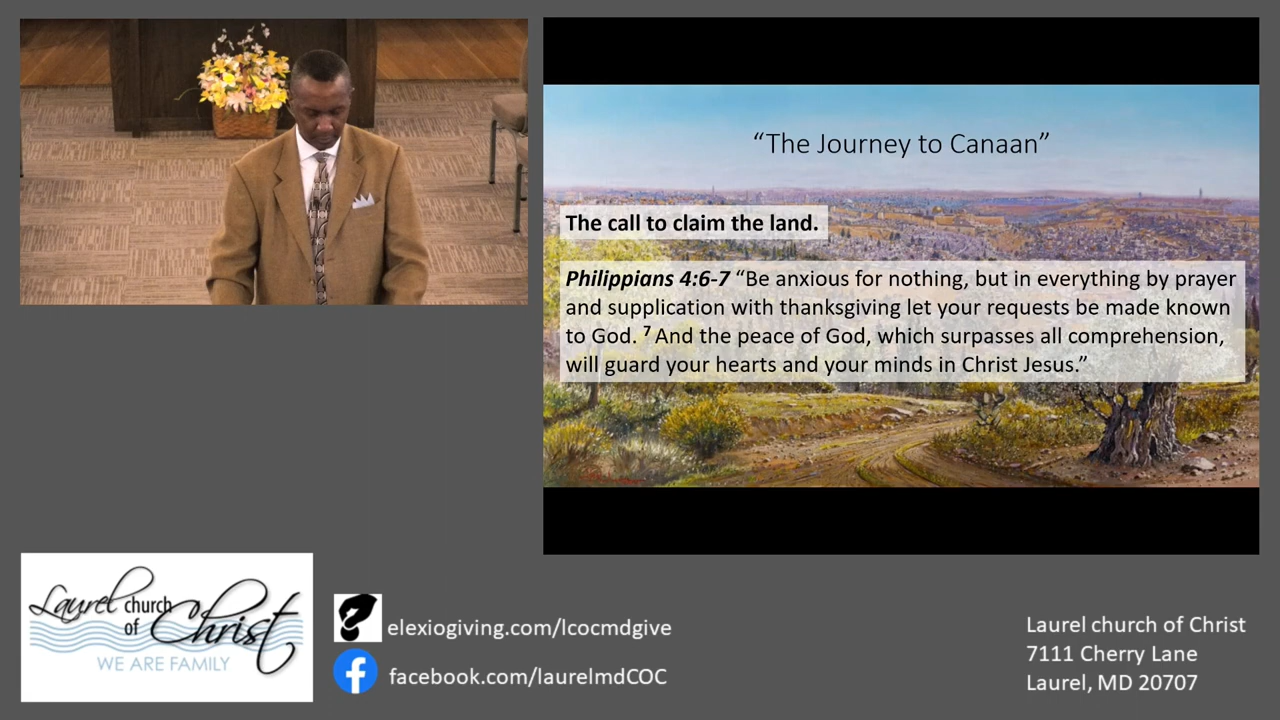 “The Journey to Canaan”
The call to claim the land.
Philippians 4:6-7 “Be anxious for nothing, but in everything by prayer
and supplication with thanksgiving let your requests be made known
to God. ⁷ And the peace of God, which surpasses all comprehension,
will guard your hearts and your minds in Christ Jesus.”
Laurel church of Christ
WE ARE FAMILY
elexiogiving.com/lcocmdgive
facebook.com/laurelmdCOC
Laurel church of Christ
7111 Cherry Lane
Laurel, MD 20707